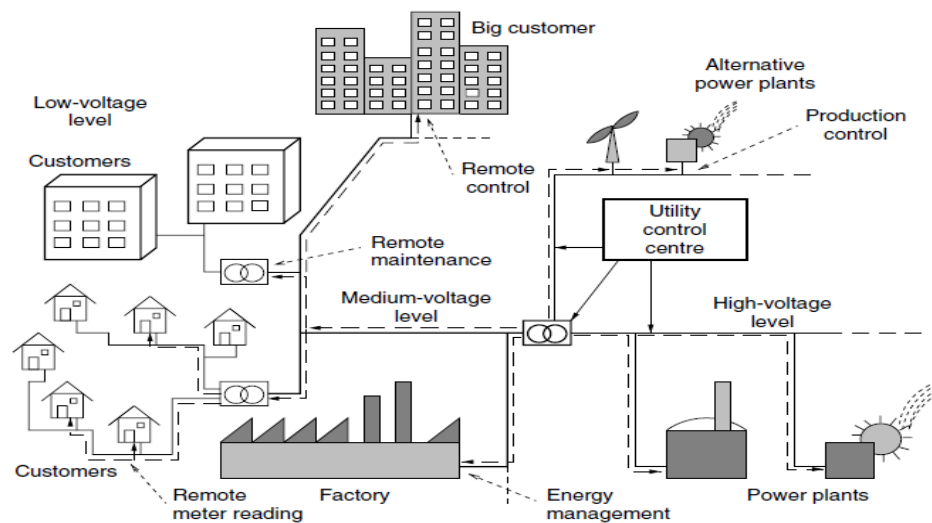 Big customer
Alternative
power plants
Low-voltage
level
Production
control
Customers
Remote
control
Utility
control
centre
Remote
maintenance
Medium-voltage
level
High-voltage
level
Customers
Remote
meter reading
Factory
Energy
management
Power plants